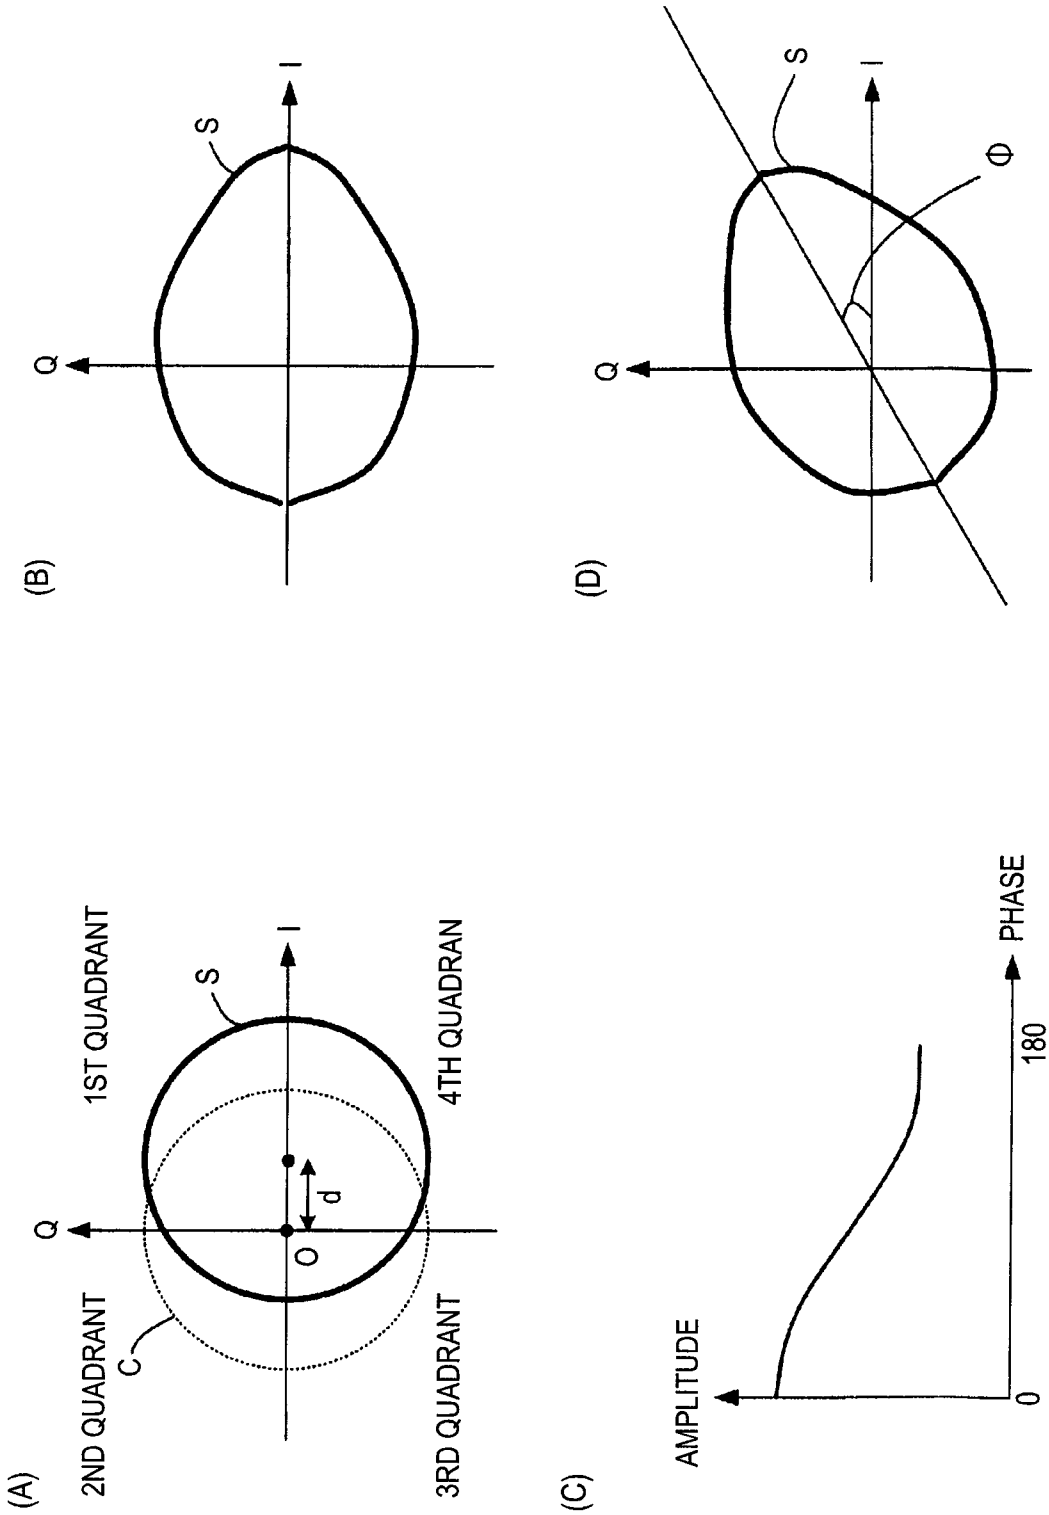 (A)
2ND QUADRANT
Q
1ST QUADRANT
C
S
I
O
d
3RD QUADRANT
4TH QUADRAN
(B)
Q
S
I
(C)
AMPLITUDE
0
180
PHASE
(D)
Q
S
I
Φ